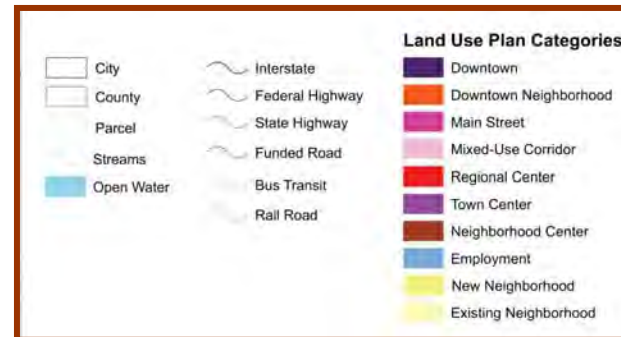 City
County
Parcel
Streams
Open Water
Interstate
Federal Highway
State Highway
Funded Road
Bus Transit
Rail Road
Land Use Plan Categories
Downtown
Downtown Neighborhood
Main Street
Mixed-Use Corridor
Regional Center
Town Center
Neighborhood Center
Employment
New Neighborhood
Existing Neighborhood